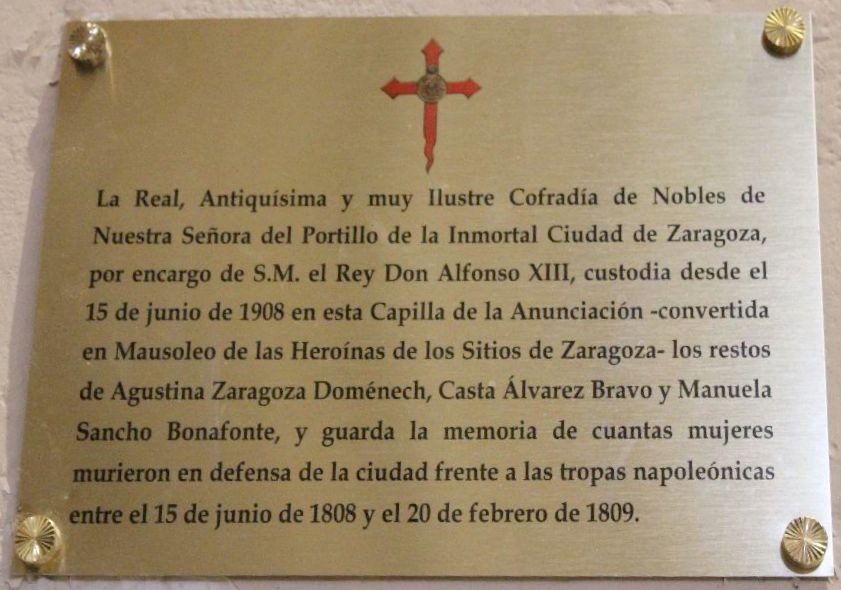 La Real, Antiquísima y muy Ilustre Cofradía de Nobles de
Nuestra Señora del Portillo de la Inmortal Ciudad de Zaragoza,
por encargo de S.M. el Rey Don Alfonso XIII, custodia desde el
15 de junio de 1908 en esta Capilla de la Anunciación -convertida
en Mausoleo de las Heroínas de los Sitios de Zaragoza- los restos
de Agustina Zaragoza Doménech, Casta Álvarez Bravo y Manuela
Sancho Bonafonte, y guarda la memoria de cuantas mujeres
murieron en defensa de la ciudad frente a las tropas napoleónicas
entre el 15 de junio de 1808 y el 20 de febrero de 1809.